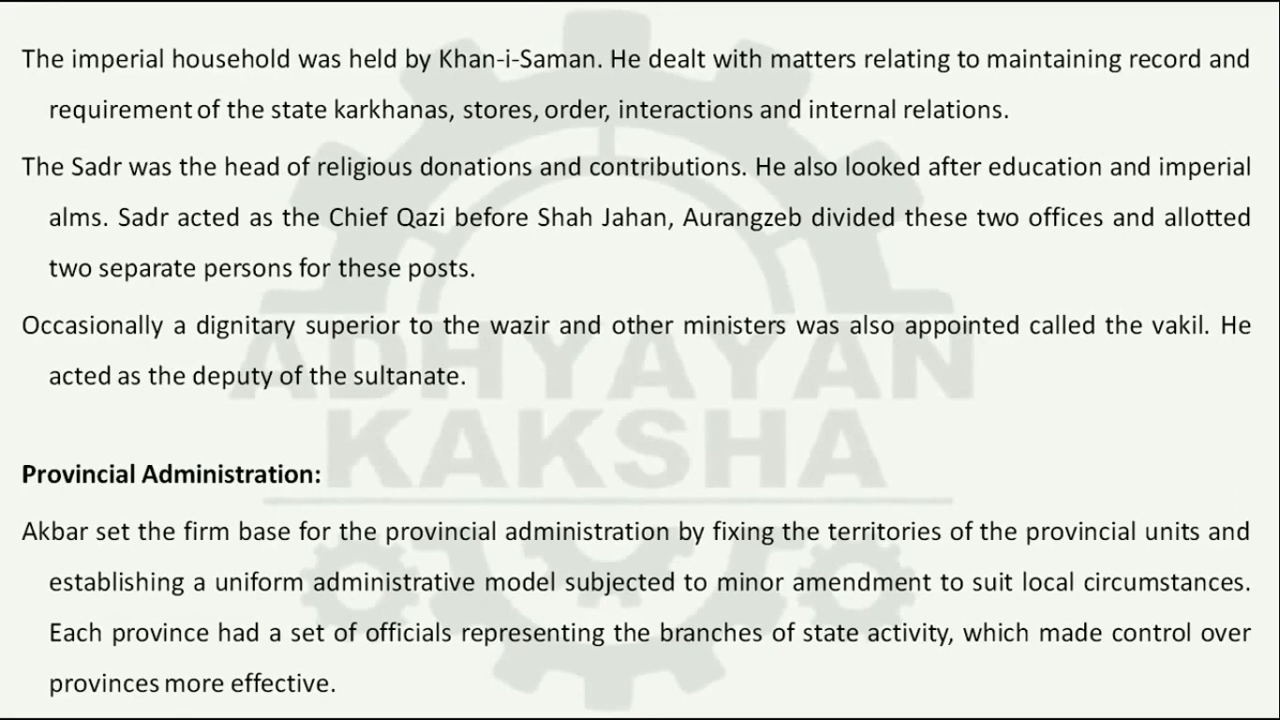 The imperial household was held by Khan-i-Saman. He dealt with matters relating to maintaining record and
requirement of the state karkhanas, stores, order, interactions and internal relations.
The Sadr was the head of religious donations and contributions. He also looked after education and imperial
alms. Sadr acted as the Chief Qazi before Shah Jahan, Aurangzeb divided these two offices and allotted
two separate persons for these posts.
Occasionally a dignitary superior to the wazir and other ministers was also appointed called the vakil. He
acted as the deputy of the sultanate.
ADHYAYAN
KAKSHA
Provincial Administration:
Akbar set the firm base for the provincial administration by fixing the territories of the provincial units and
establishing a uniform administrative model subjected to minor amendment to suit local circumstances.
Each province had a set of officials representing the branches of state activity, which made control over
provinces more effective.